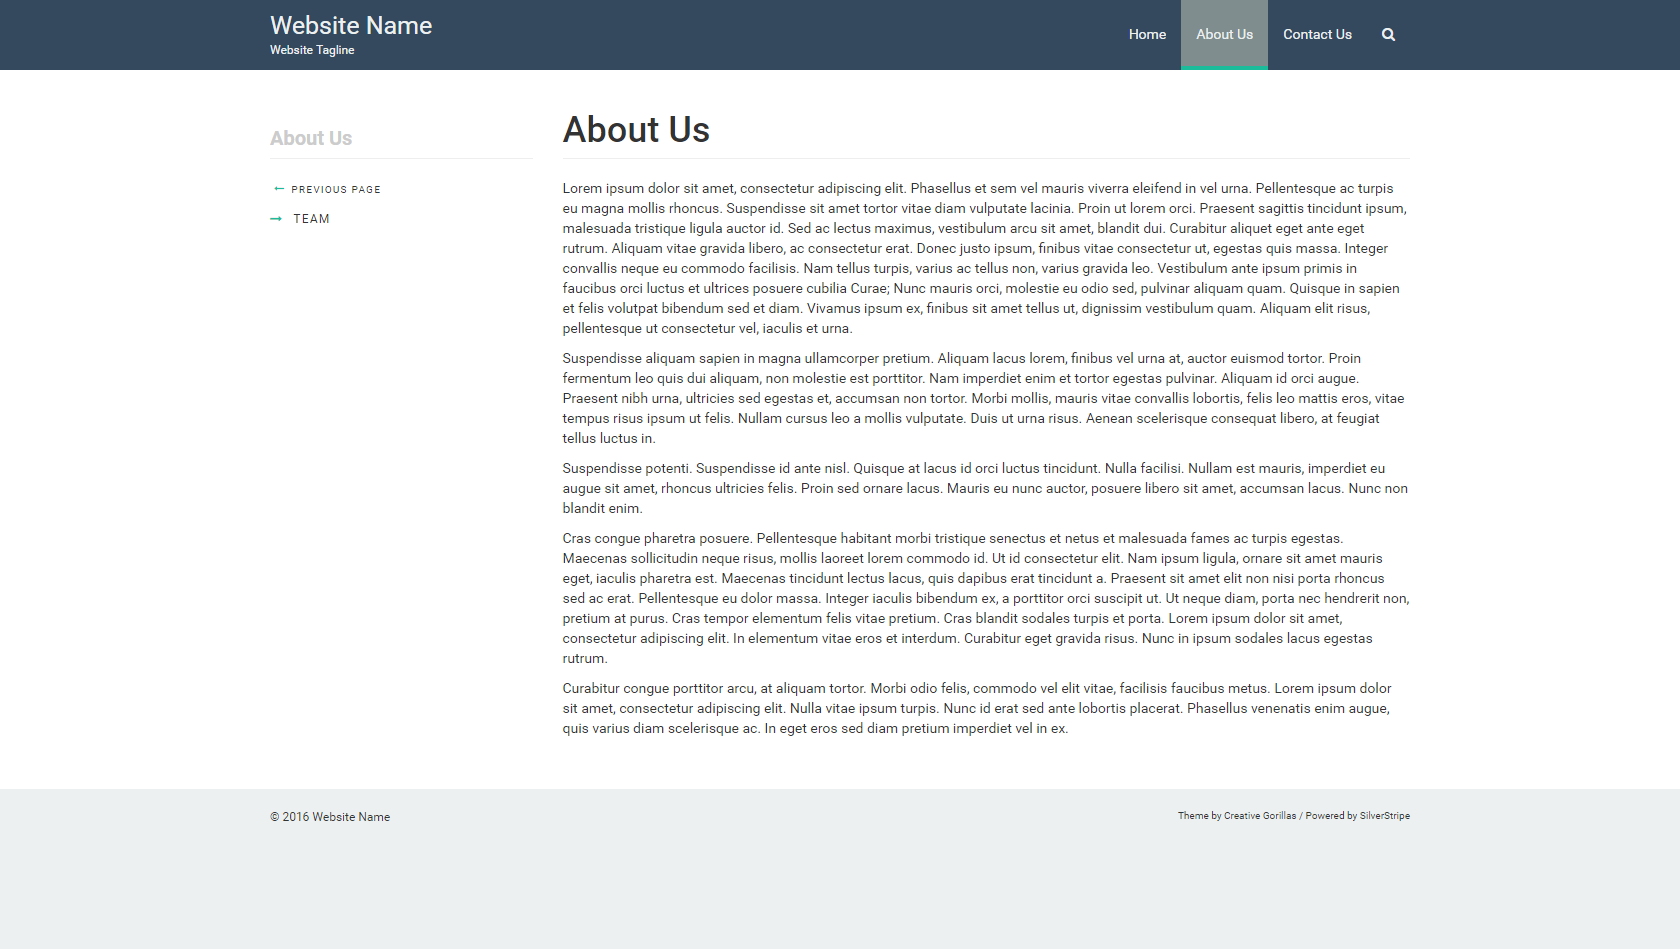 Website Name
Website Tagline
Home
About Us
Contact Us
About Us
PREVIOUS PAGE
TEAM
About Us
Lorem ipsum dolor sit amet, consectetur adipiscing elit. Phasellus et sem vel mauris viverra eleifend in vel urna. Pellentesque ac turpis
eu magna mollis rhoncus. Suspendisse sit amet tortor vitae diam vulputate lacinia. Proin ut lorem orci. Praesent sagittis tincidunt ipsum,
malesuada tristique ligula auctor id. Sed ac lectus maximus, vestibulum arcu sit amet, blandit dui. Curabitur aliquet eget ante eget
rutrum. Aliquam vitae gravida libero, ac consectetur erat. Donec justo ipsum, finibus vitae consectetur ut, egestas quis massa. Integer
convallis neque eu commodo facilisis. Nam tellus turpis, varius ac tellus non, varius gravida leo. Vestibulum ante ipsum primis in
faucibus orci luctus et ultrices posuere cubilia Curae; Nunc mauris orci, molestie eu odio sed, pulvinar aliquam quam. Quisque in sapien
et felis volutpat bibendum sed et diam. Vivamus ipsum ex, finibus sit amet tellus ut, dignissim vestibulum quam. Aliquam elit risus,
pellentesque ut consectetur vel, iaculis et urna.
Suspendisse aliquam sapien in magna ullamcorper pretium. Aliquam lacus lorem, finibus vel urna at, auctor euismod tortor. Proin
fermentum leo quis dui aliquam, non molestie est porttitor. Nam imperdiet enim et tortor egestas pulvinar. Aliquam id orci augue.
Praesent nibh urna, ultricies sed egestas et, accumsan non tortor. Morbi mollis, mauris vitae convallis lobortis, felis leo mattis eros, vitae
tempus risus ipsum ut felis. Nullam cursus leo a mollis vulputate. Duis ut urna risus. Aenean scelerisque consequat libero, at feugiat
tellus luctus in.
Suspendisse potenti. Suspendisse id ante nisl. Quisque at lacus id orci luctus tincidunt. Nulla facilisi. Nullam est mauris, imperdiet eu
augue sit amet, rhoncus ultricies felis. Proin sed ornare lacus. Mauris eu nunc auctor, posuere libero sit amet, accumsan lacus. Nunc non
blandit enim.
Cras congue pharetra posuere. Pellentesque habitant morbi tristique senectus et netus et malesuada fames ac turpis egestas.
Maecenas sollicitudin neque risus, mollis laoreet lorem commodo id. Ut id consectetur elit. Nam ipsum ligula, ornare sit amet mauris
eget, iaculis pharetra est. Maecenas tincidunt lectus lacus, quis dapibus erat tincidunt a. Praesent sit amet elit non nisi porta rhoncus
sed ac erat. Pellentesque eu dolor massa. Integer iaculis bibendum ex, a porttitor orci suscipit ut. Ut neque diam, porta nec hendrerit non,
pretium at purus. Cras tempor elementum felis vitae pretium. Cras blandit sodales turpis et porta. Lorem ipsum dolor sit amet,
consectetur adipiscing elit. In elementum vitae eros et interdum. Curabitur eget gravida risus. Nunc in ipsum sodales lacus egestas
rutrum.
Curabitur congue porttitor arcu, at aliquam tortor. Morbi odio felis, commodo vel elit vitae, facilisis faucibus metus. Lorem ipsum dolor
sit amet, consectetur adipiscing elit. Nulla vitae ipsum turpis. Nunc id erat sed ante lobortis placerat. Phasellus venenatis enim augue,
quis varius diam scelerisque ac. In eget eros sed diam pretium imperdiet vel in ex.
© 2016 Website Name
Theme by Creative Gorillas / Powered by SilverStripe